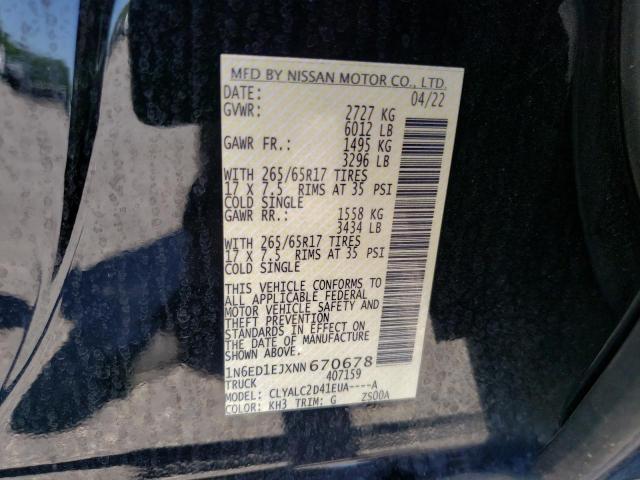 MFD BY NISSAN MOTOR CO., LTD.
DATE: 04/22
GVWR: 2727 KG
6012 LB
GAWR FR.: 1495 KG
3296 LB
WITH 265/65R17 TIRES
17 X 7.5 RIMS AT 35 PSI
COLD SINGLE
GAWR RR.: 1558 KG
3434 LB
WITH 265/65R17 TIRES
17 X 7.5 RIMS AT 35 PSI
COLD SINGLE
THIS VEHICLE CONFORMS TO
ALL APPLICABLE FEDERAL
MOTOR VEHICLE SAFETY AND
THEFT PREVENTION
STANDARDS IN EFFECT ON
THE DATE OF MANUFACTURE
SHOWN ABOVE.
1N6ED1EJXNN670678
TRUCK 407159
MODEL: CLYALC2D41EUA----A
COLOR: KH3 TRIM: G ZS00A